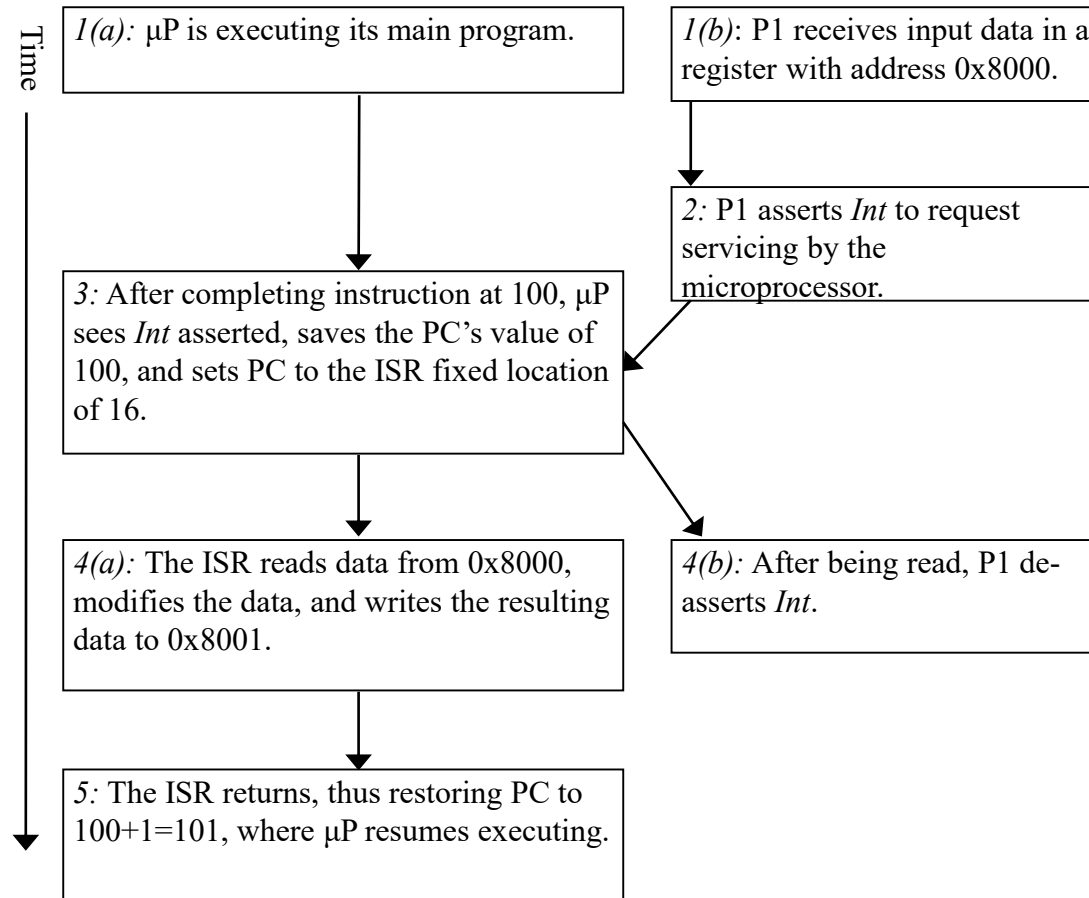 Time
1(a): μP is executing its main program.
1(b): P1 receives input data in a
register with address 0x8000.
2: P1 asserts Int to request
servicing by the
microprocessor.
3: After completing instruction at 100, μP
sees Int asserted, saves the PC’s value of
100, and sets PC to the ISR fixed location
of 16.
4(a): The ISR reads data from 0x8000,
modifies the data, and writes the resulting
data to 0x8001.
4(b): After being read, P1 de-
asserts Int.
5: The ISR returns, thus restoring PC to
100+1=101, where μP resumes executing.